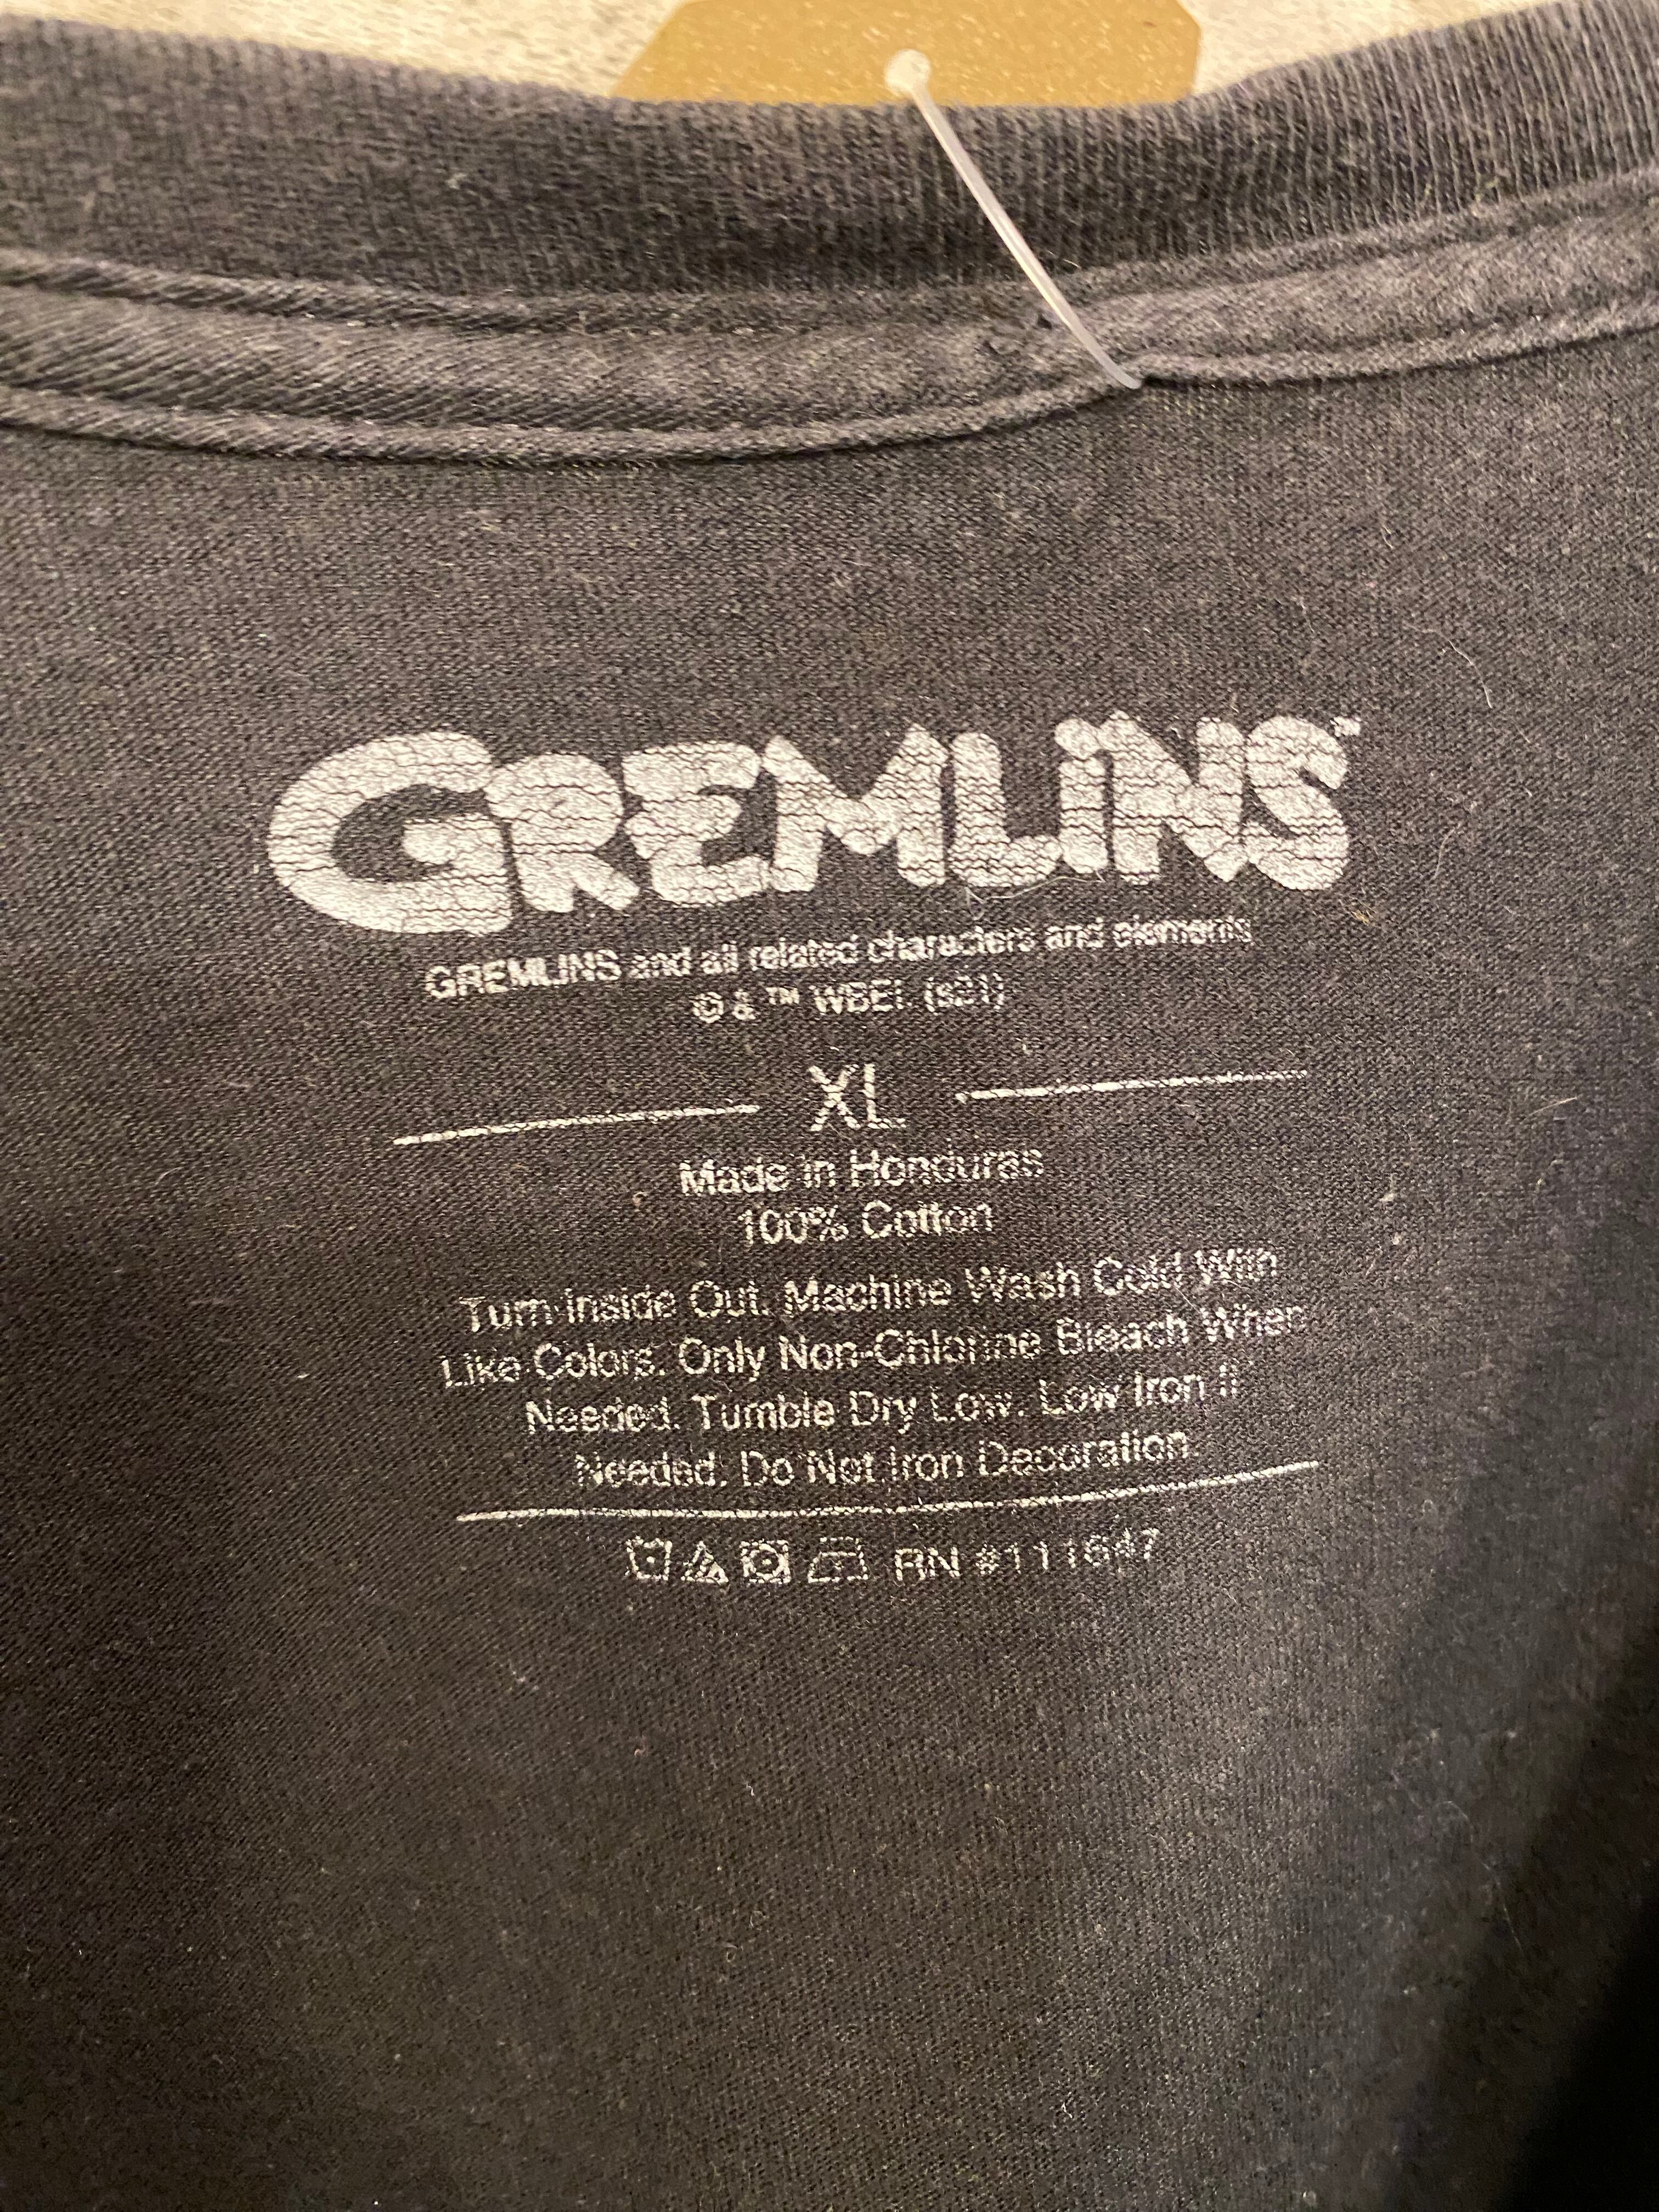 GREMLiNS™
GREMLINS and all related characters and elements
© & ™ WBEI. (s21)
XL
Made in Honduras
100% Cotton
Turn Inside Out. Machine Wash Cold With
Like Colors. Only Non-Chlorine Bleach When
Needed. Tumble Dry Low. Low Iron If
Needed. Do Not Iron Decoration.
RN #111647